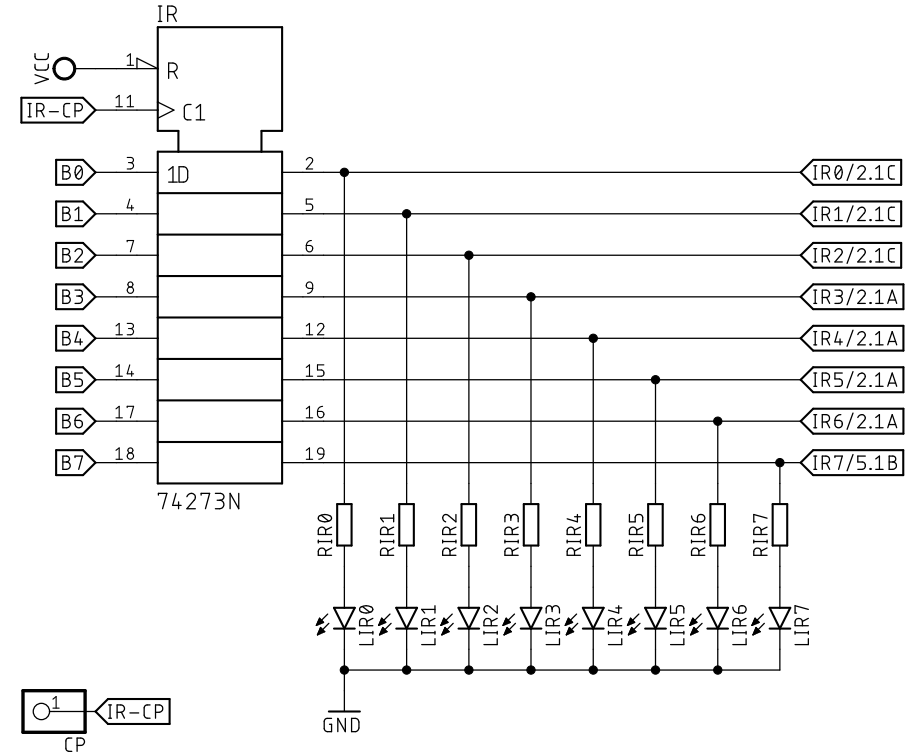 IR
VCC 1 R
IR-CP 11 C1
B0 3 1D 2 IR0/2.1C
B1 4 5 IR1/2.1C
B2 7 6 IR2/2.1C
B3 8 9 IR3/2.1A
B4 13 12 IR4/2.1A
B5 14 15 IR5/2.1A
B6 17 16 IR6/2.1A
B7 18 19 IR7/5.1B
74273N
RIR0 RIR1 RIR2 RIR3 RIR4 RIR5 RIR6 RIR7
LIR0 LIR1 LIR2 LIR3 LIR4 LIR5 LIR6 LIR7
GND
1 IR-CP
CP